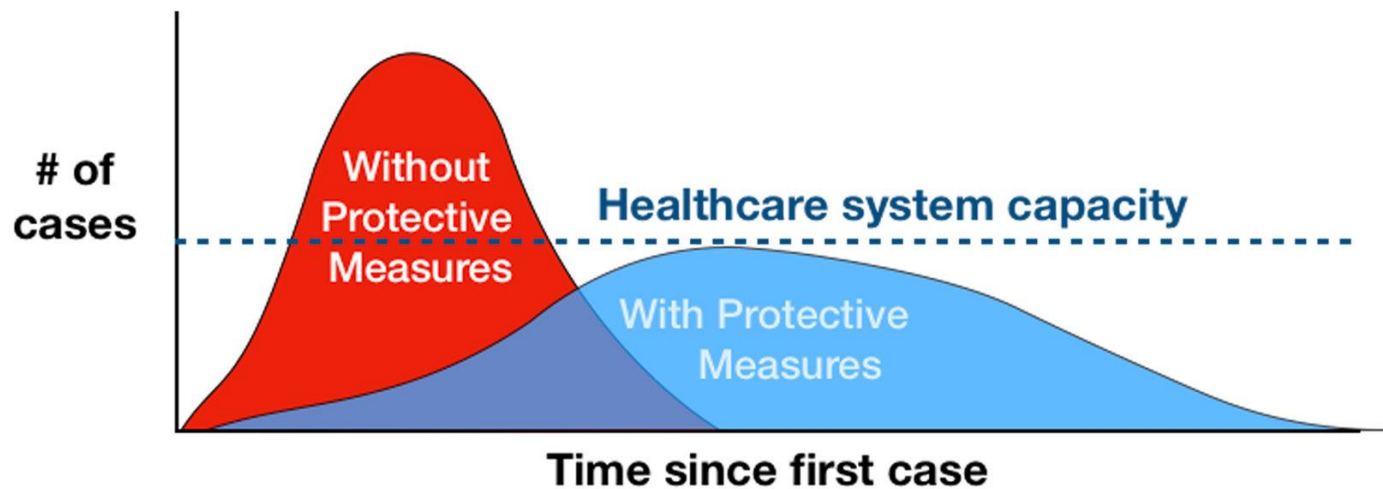 # of
cases
Without
Protective
Measures
Healthcare system capacity
With Protective
Measures
Time since first case